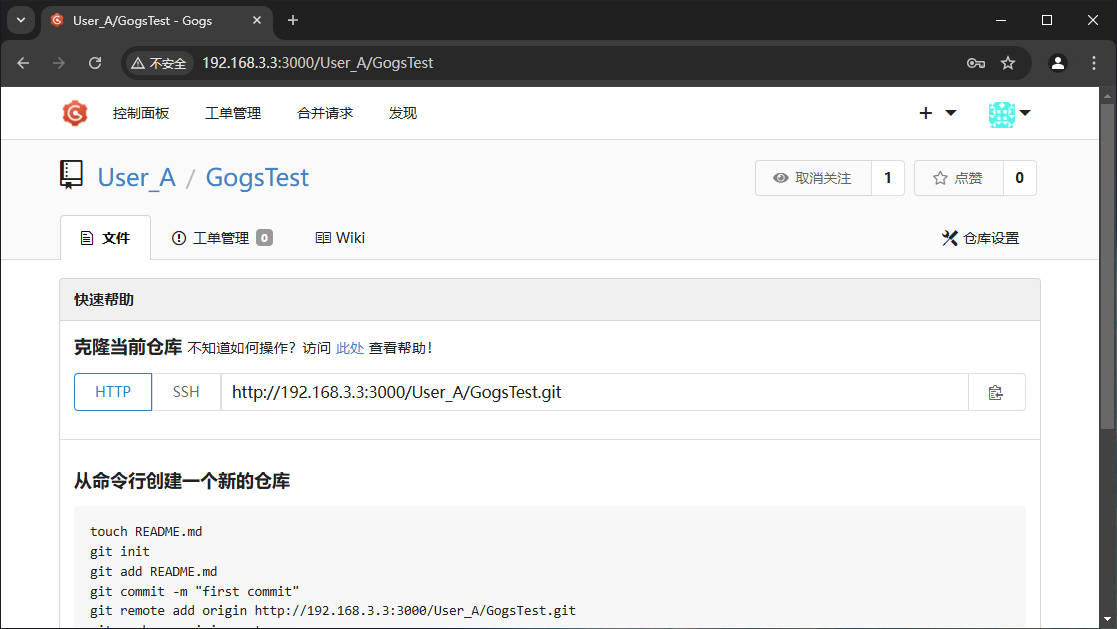 User_A/GogsTest - Gogs
不安全 192.168.3.3:3000/User_A/GogsTest
控制面板 工单管理 合并请求 发现
User_A / GogsTest
取消关注 1 点赞 0
文件 工单管理 0 Wiki 仓库设置
快速帮助
克隆当前仓库 不知道如何操作？访问 此处 查看帮助！
HTTP SSH http://192.168.3.3:3000/User_A/GogsTest.git
从命令行创建一个新的仓库
touch README.md
git init
git add README.md
git commit -m "first commit"
git remote add origin http://192.168.3.3:3000/User_A/GogsTest.git